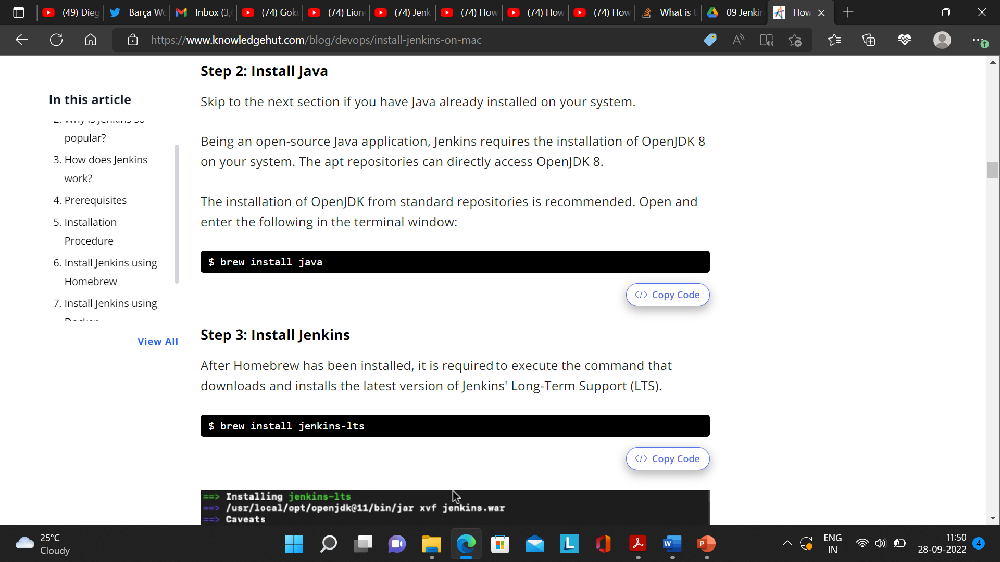 (49) Dieg
Barça Wo
Inbox (3,
(74) Goku
(74) Lion
(74) Jenk
(74) How
(74) How
(74) How
What is t
09 Jenkin
How
https://www.knowledgehut.com/blog/devops/install-jenkins-on-mac
In this article
popular?
3. How does Jenkins
work?
4. Prerequisites
5. Installation
Procedure
6. Install Jenkins using
Homebrew
7. Install Jenkins using
Docker
View All
Step 2: Install Java
Skip to the next section if you have Java already installed on your system.
Being an open-source Java application, Jenkins requires the installation of OpenJDK 8
on your system. The apt repositories can directly access OpenJDK 8.
The installation of OpenJDK from standard repositories is recommended. Open and
enter the following in the terminal window:
$ brew install java
</> Copy Code
Step 3: Install Jenkins
After Homebrew has been installed, it is required to execute the command that
downloads and installs the latest version of Jenkins' Long-Term Support (LTS).
$ brew install jenkins-lts
</> Copy Code
==> Installing jenkins-lts
==> /usr/local/opt/openjdk@11/bin/jar xvf jenkins.war
==> Caveats
25°C
Cloudy
ENG
IN
11:50
28-09-2022
4